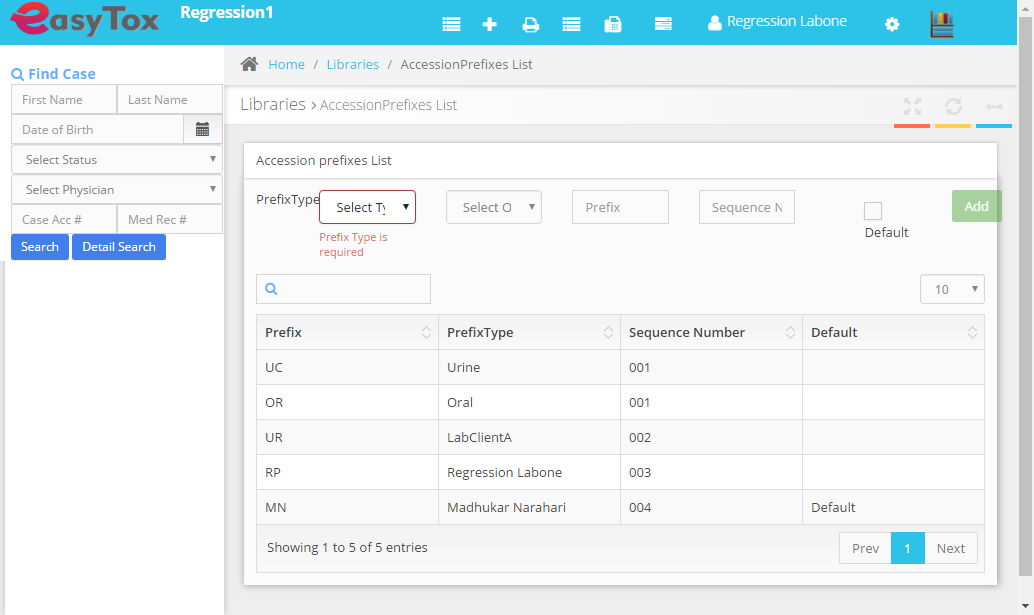 easyTox
Regression1
Regression Labone
Find Case
First Name Last Name
Date of Birth
Select Status
Select Physician
Case Acc # Med Rec #
Search Detail Search
Home / Libraries / AccessionPrefixes List
Libraries › AccessionPrefixes List
Accession prefixes List
PrefixType Select Ty Select O Prefix Sequence N Default Add
Prefix Type is
required
10
Prefix PrefixType Sequence Number Default
UC Urine 001
OR Oral 001
UR LabClientA 002
RP Regression Labone 003
MN Madhukar Narahari 004 Default
Showing 1 to 5 of 5 entries
Prev 1 Next